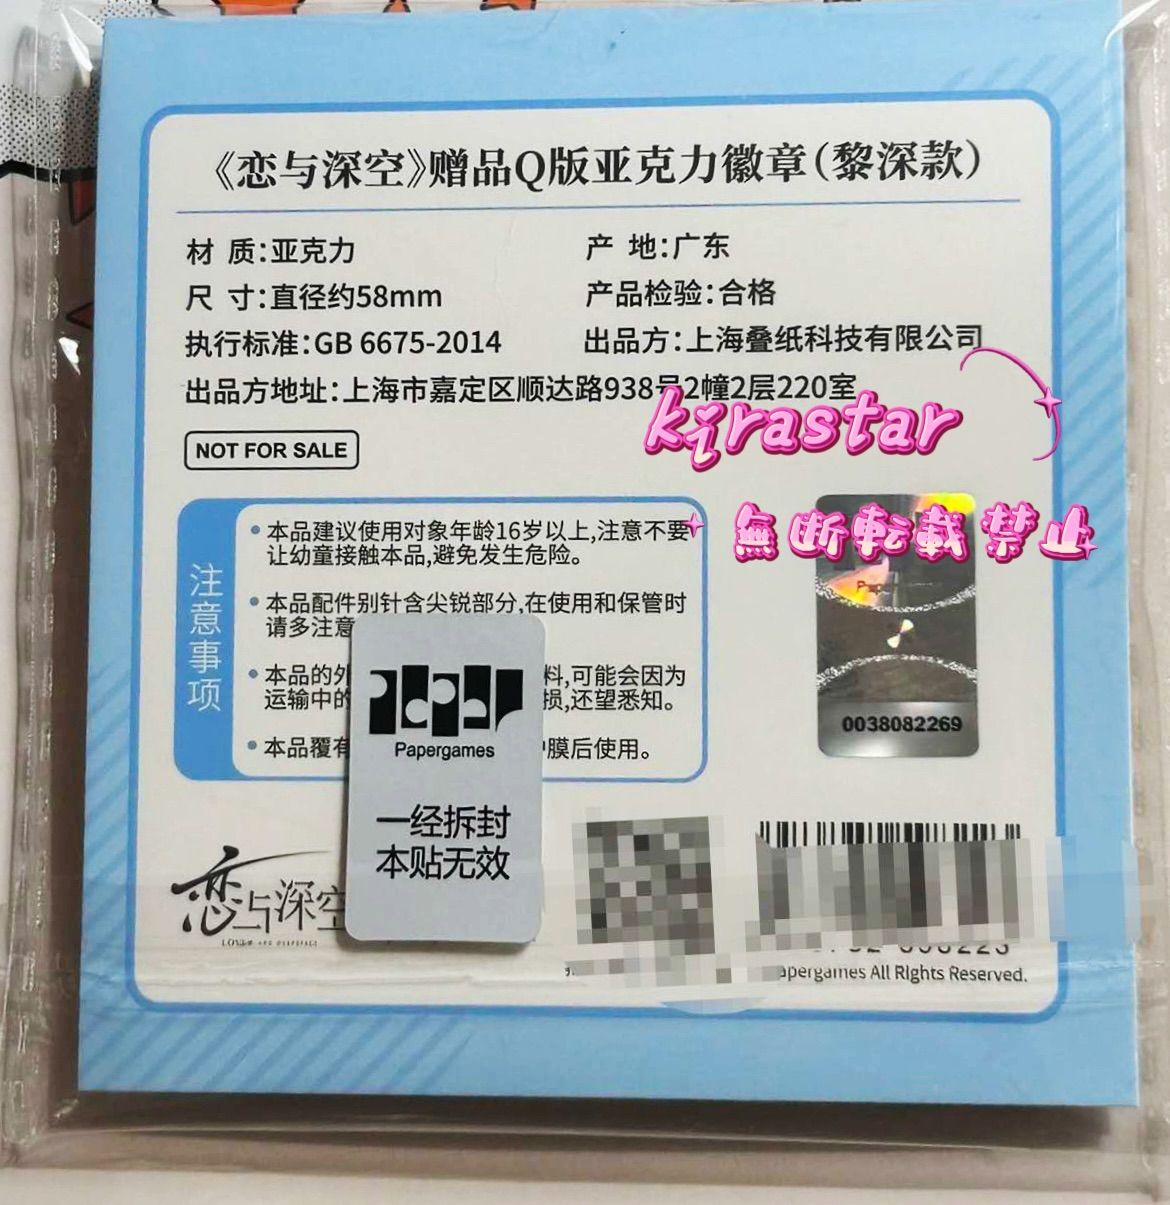 《恋与深空》赠品Q版亚克力徽章(黎深款)
材 质:亚克力
产 地:广东
尺 寸:直径约58mm
产品检验:合格
执行标准:GB 6675-2014
出品方:上海叠纸科技有限公司
出品方地址:上海市嘉定区顺达路938号2幢2层220室
kirastar
NOT FOR SALE
無断転載禁止
注意事项
•本品建议使用对象年龄16岁以上,注意不要
让幼童接触本品,避免发生危险。
•本品配件别针含尖锐部分,在使用和保管时
请多注意
•本品的外 料,可能会因为
运输中的 损,还望悉知。
•本品覆有 膜后使用。
0038082269
Papergames
一经拆封
本贴无效
恋与深空
apergames All Rights Reserved.